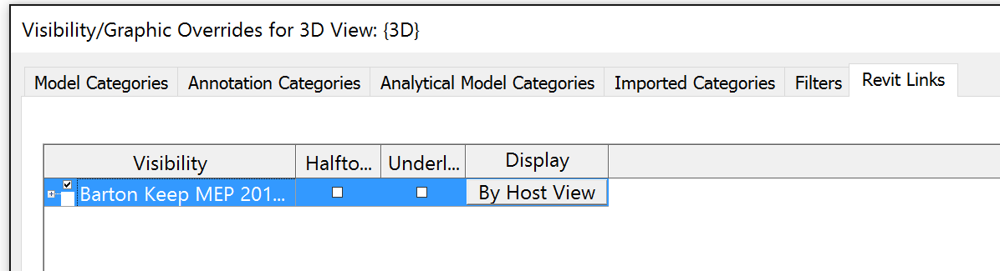 Visibility/Graphic Overrides for 3D View: {3D}
Model Categories Annotation Categories Analytical Model Categories Imported Categories Filters Revit Links
Visibility Halfto... Underl... Display
Barton Keep MEP 201... By Host View